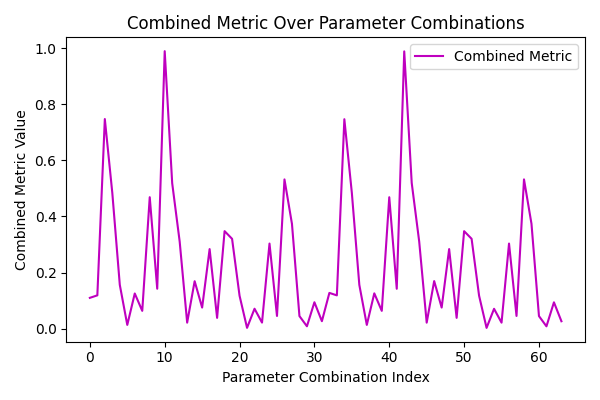 Combined Metric Over Parameter Combinations
Combined Metric
Combined Metric Value
1.0
0.8
0.6
0.4
0.2
0.0
0 10 20 30 40 50 60
Parameter Combination Index